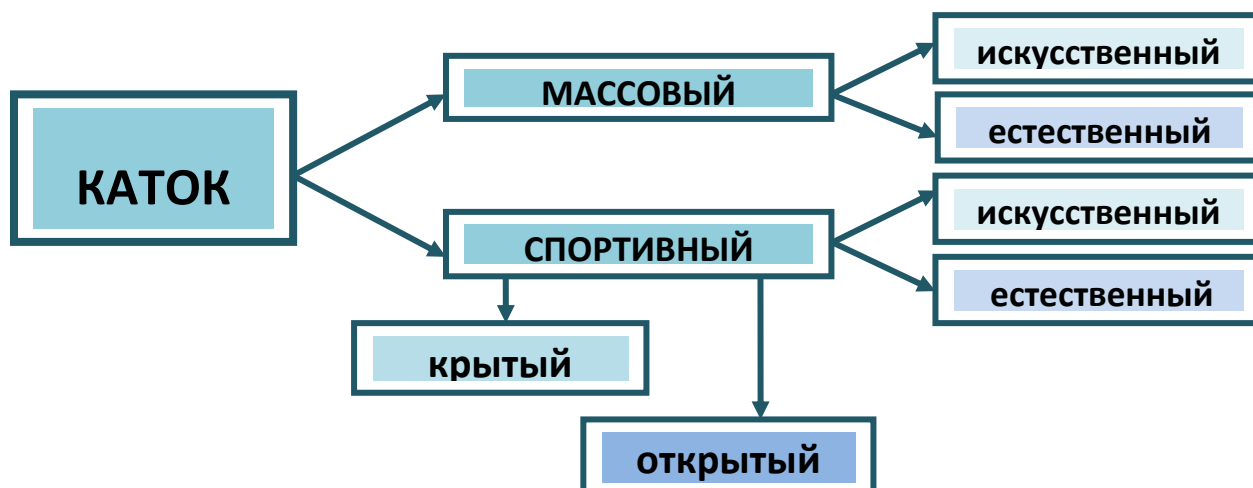 искусственный
МАССОВЫЙ
естественный
КАТОК
искусственный
СПОРТИВНЫЙ
естественный
крытый
открытый